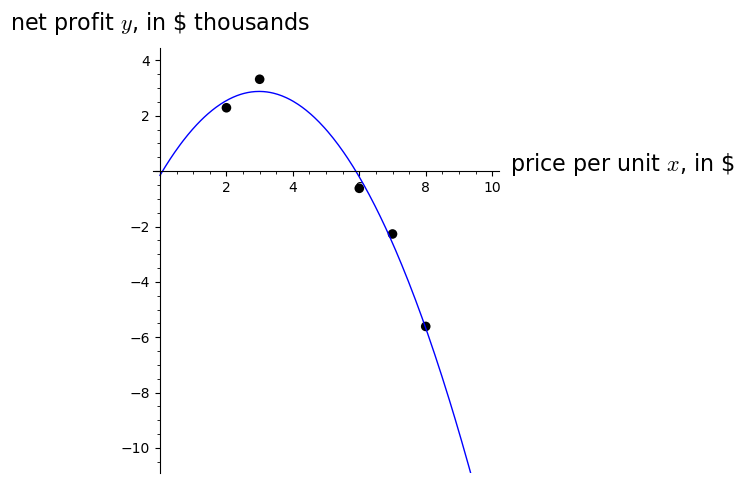 net profit y, in $ thousands
4
2
price per unit x, in $
2 4 6 8 10
−2
−4
−6
−8
−10